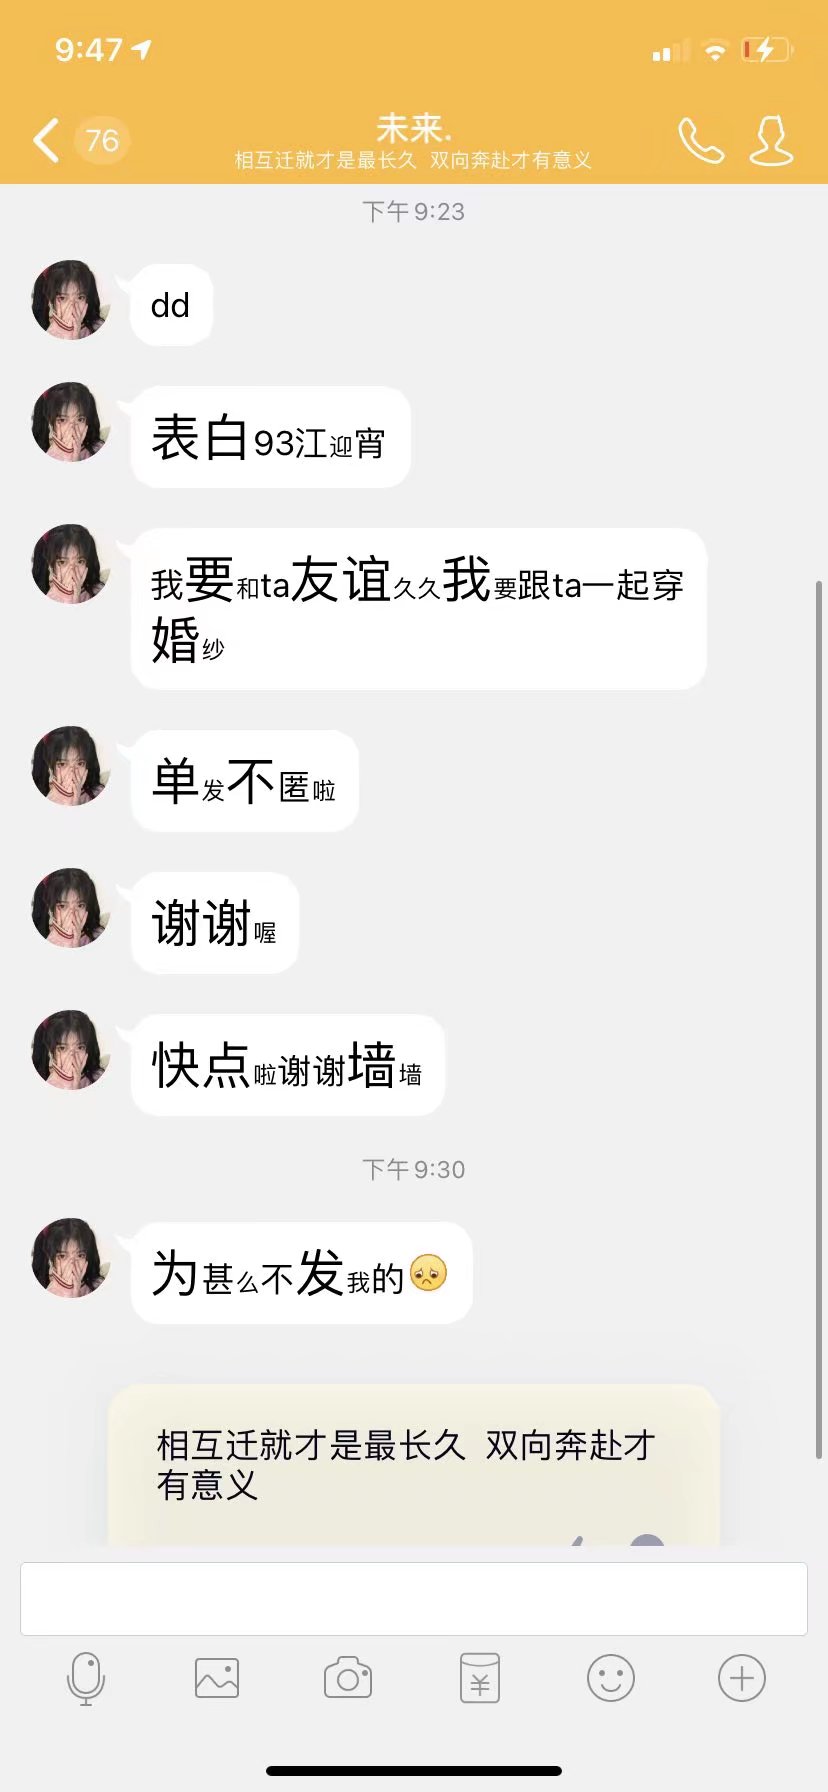 9:47
76
未来.
相互迁就才是最长久 双向奔赴才有意义
下午 9:23
dd
表白93江迎宵
我要和ta友谊久久我要跟ta一起穿
婚纱
单发不匿啦
谢谢喔
快点啦谢谢墙墙
下午 9:30
为甚么不发我的
相互迁就才是最长久 双向奔赴才
有意义
¥